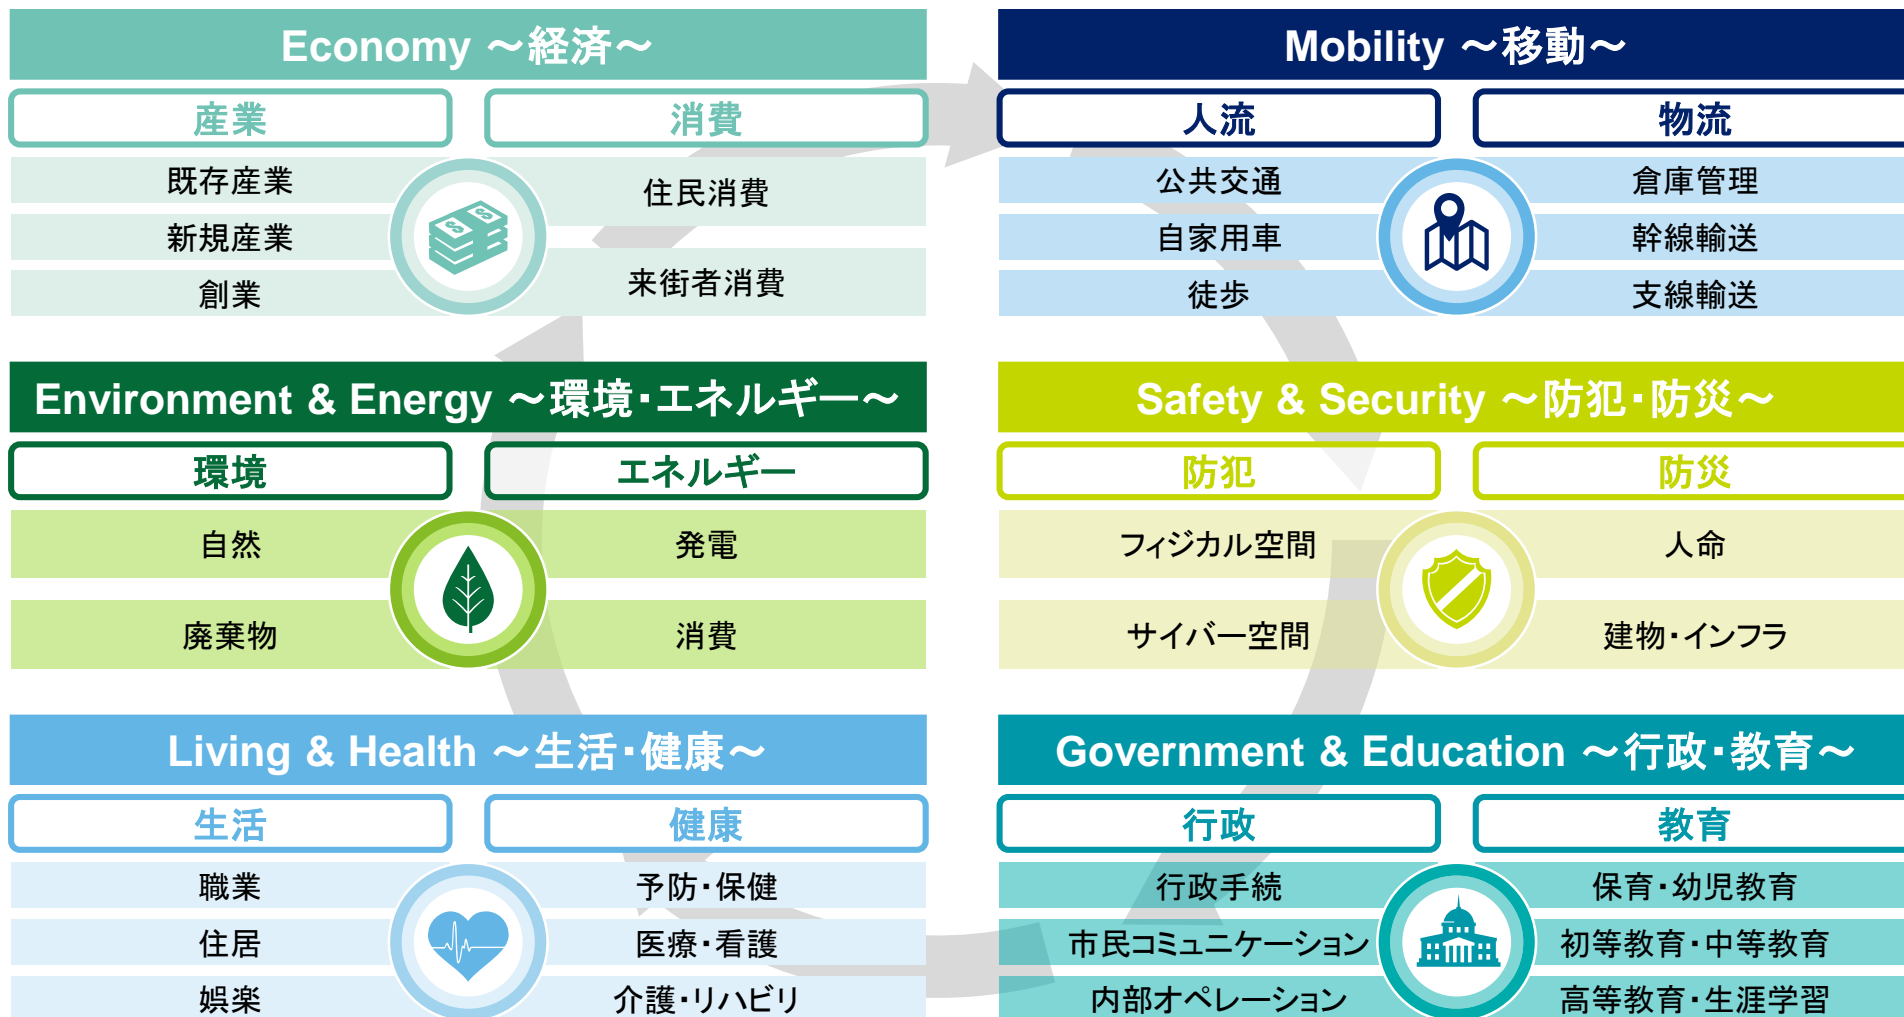 Economy ～経済～
産業
消費
既存産業
新規産業
創業
住民消費
来街者消費
Mobility ～移動～
人流
物流
公共交通
自家用車
徒歩
倉庫管理
幹線輸送
支線輸送
Environment & Energy ～環境・エネルギー～
環境
エネルギー
自然
廃棄物
発電
消費
Safety & Security ～防犯・防災～
防犯
防災
フィジカル空間
サイバー空間
人命
建物・インフラ
Living & Health ～生活・健康～
生活
健康
職業
住居
娯楽
予防・保健
医療・看護
介護・リハビリ
Government & Education ～行政・教育～
行政
教育
行政手続
市民コミュニケーション
内部オペレーション
保育・幼児教育
初等教育・中等教育
高等教育・生涯学習